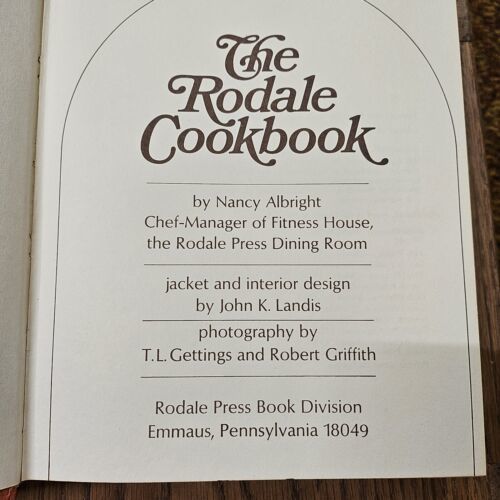 The
Rodale
Cookbook
by Nancy Albright
Chef-Manager of Fitness House,
the Rodale Press Dining Room
jacket and interior design
by John K. Landis
photography by
T.L. Gettings and Robert Griffith
Rodale Press Book Division
Emmaus, Pennsylvania 18049